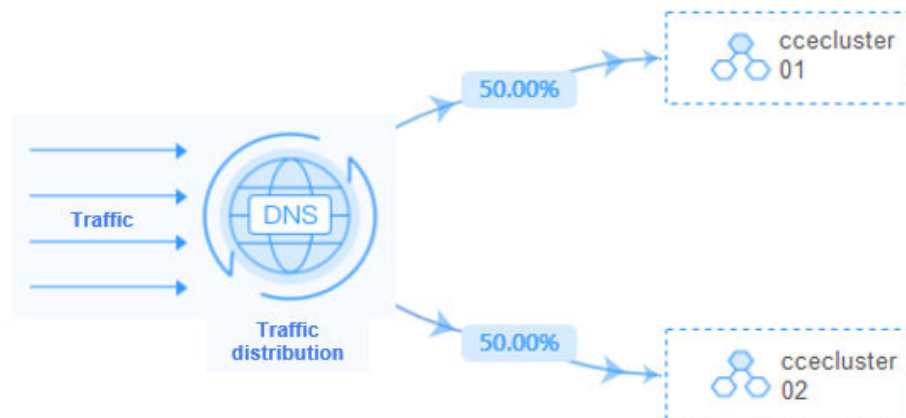 ccecluster
01
50.00%
DNS
Traffic
Traffic
distribution
50.00%
ccecluster
02